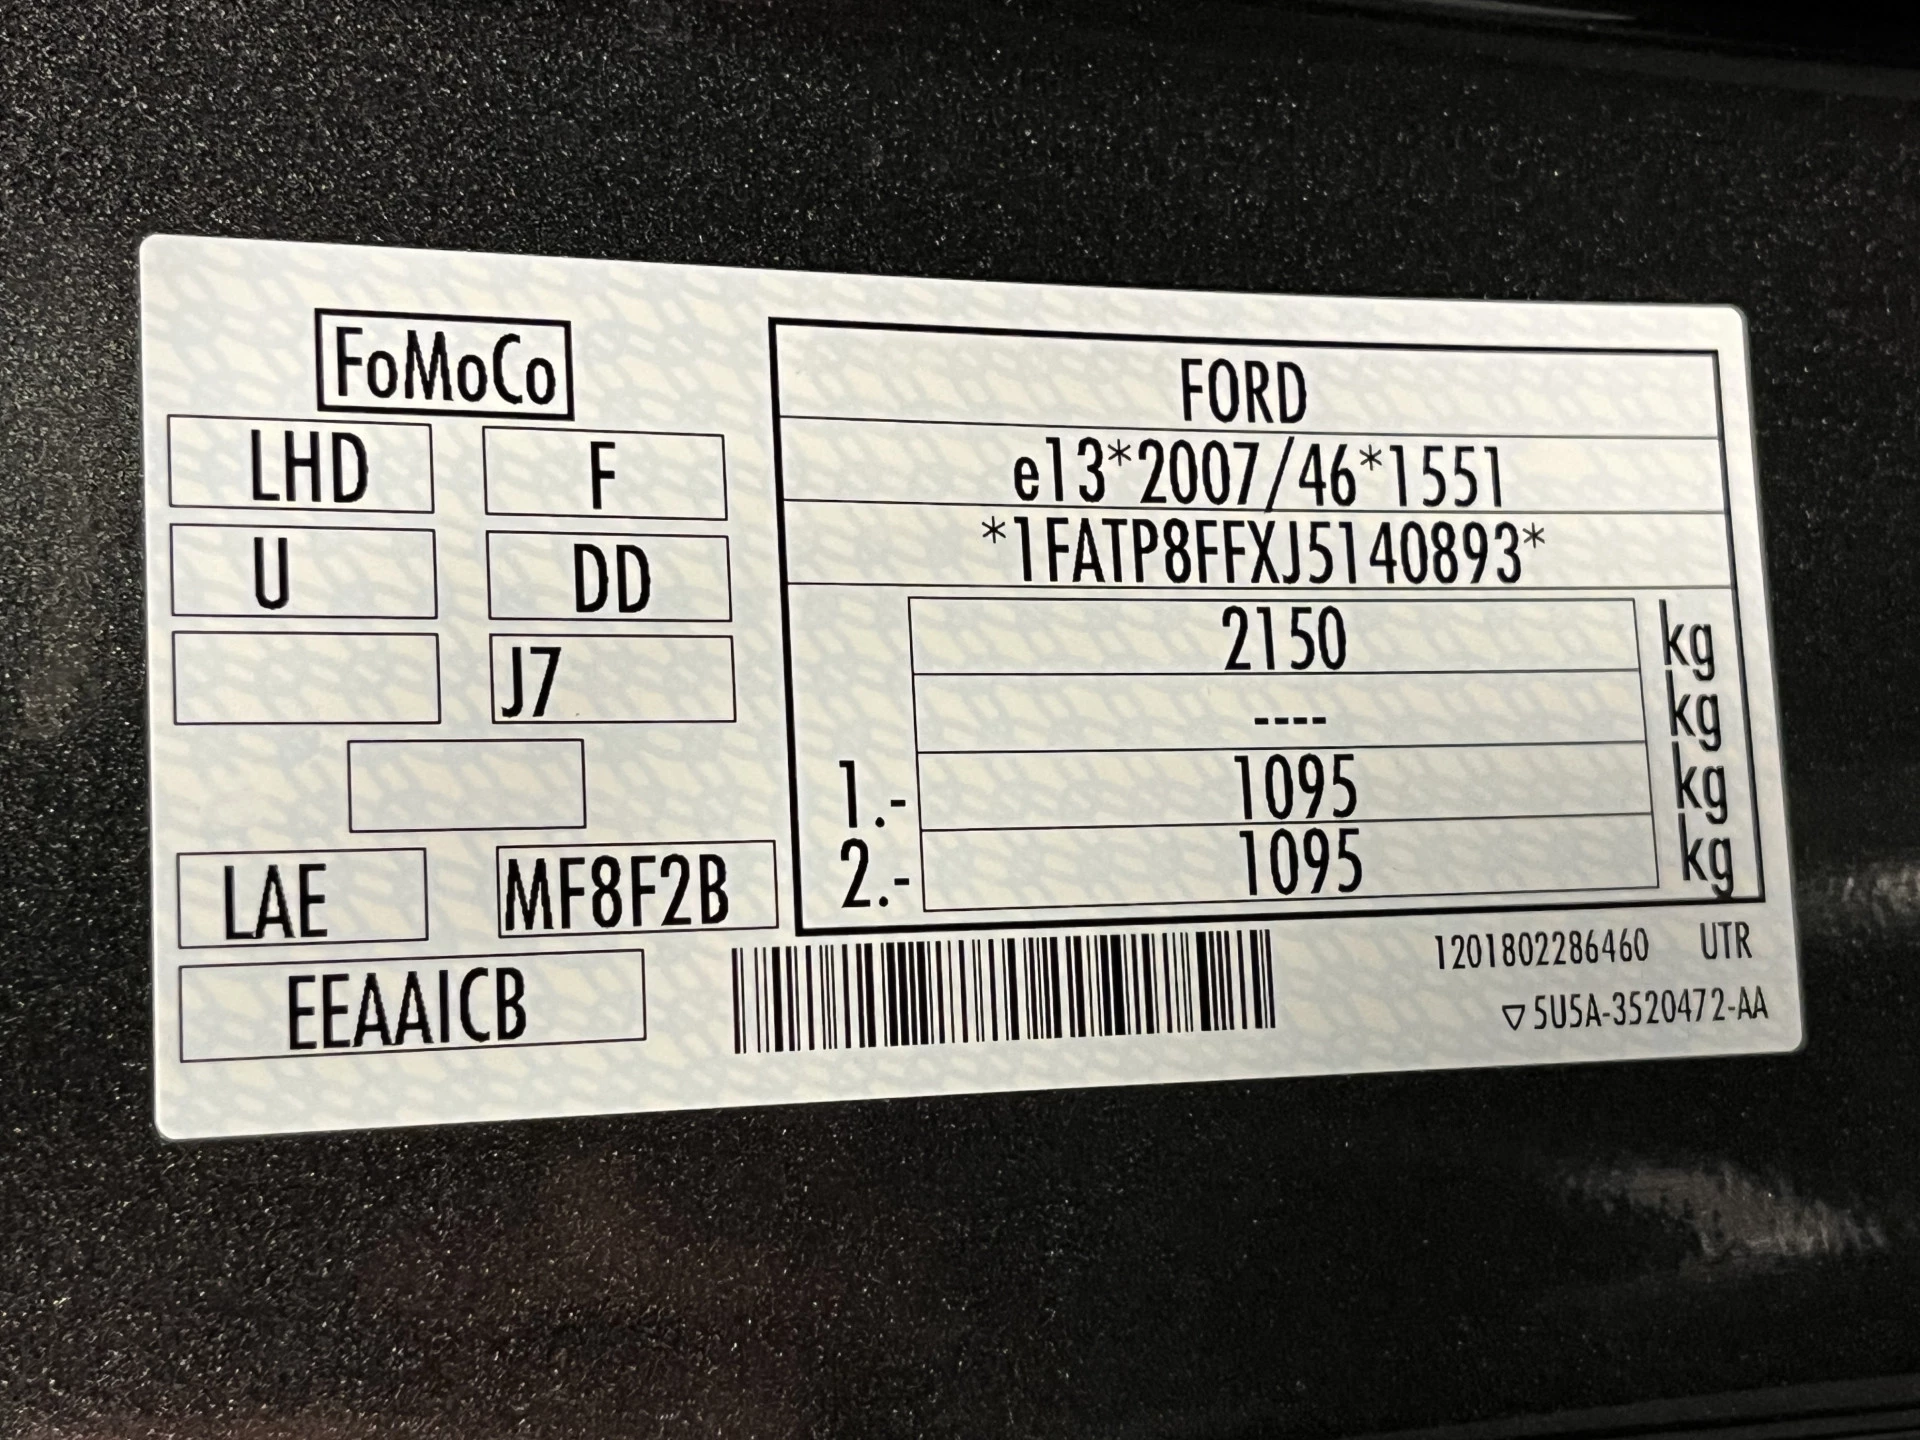 FoMoCo
LHD F
U DD
J7
LAE MF8F2B
EEAAICB
FORD
e13*2007/46*1551
*1FATP8FFXJ5140893*
2150 kg
---- kg
1.- 1095 kg
2.- 1095 kg
1201802286460 UTR
▽5U5A-3520472-AA